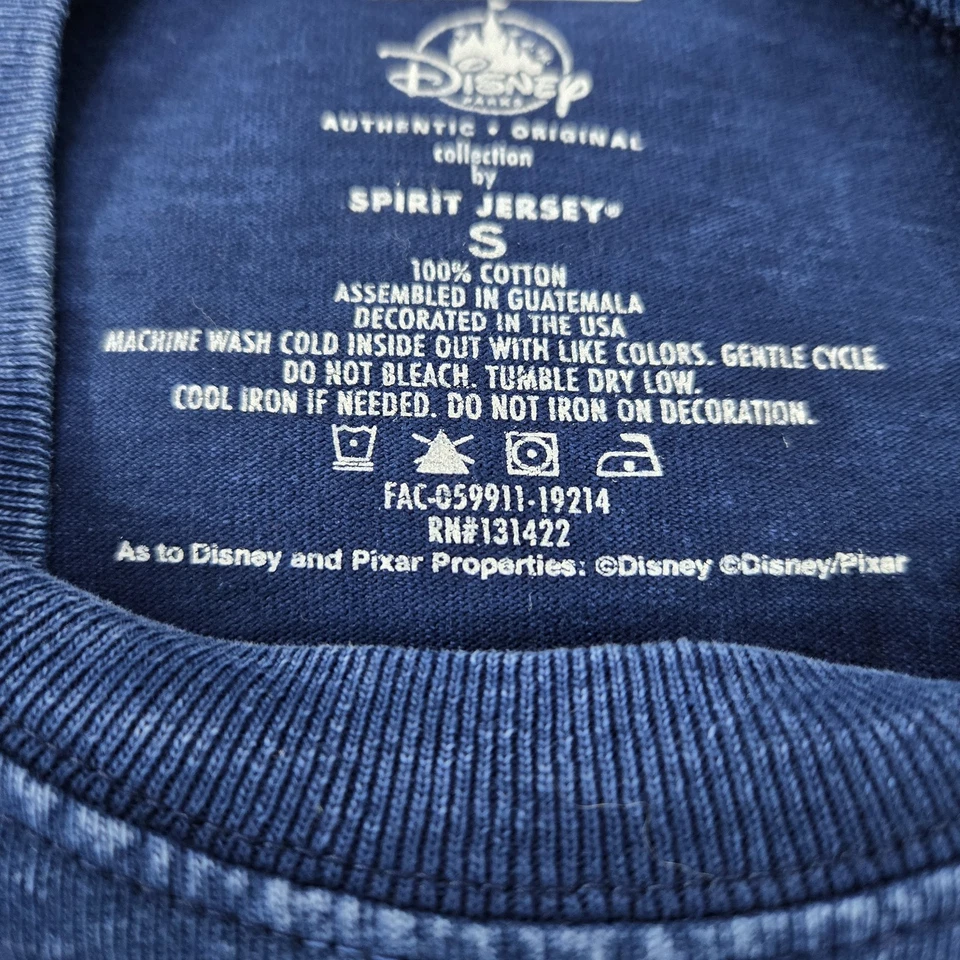 Disney
PARKS
AUTHENTIC • ORIGINAL
collection
by
SPIRIT JERSEY®
S
100% COTTON
ASSEMBLED IN GUATEMALA
DECORATED IN THE USA
MACHINE WASH COLD INSIDE OUT WITH LIKE COLORS. GENTLE CYCLE.
DO NOT BLEACH. TUMBLE DRY LOW.
COOL IRON IF NEEDED. DO NOT IRON ON DECORATION.
FAC-059911-19214
RN#131422
As to Disney and Pixar Properties: ©Disney ©Disney/Pixar